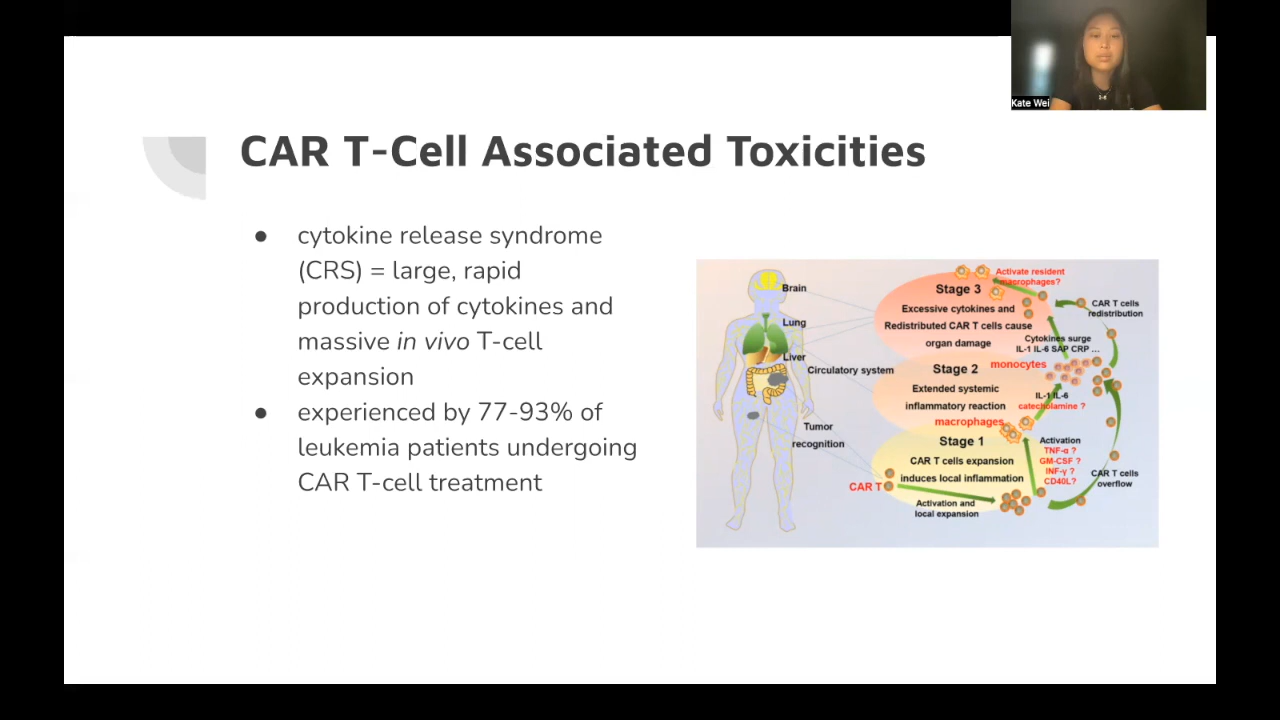 Kate Wei
CAR T-Cell Associated Toxicities
● cytokine release syndrome
(CRS) = large, rapid
production of cytokines and
massive in vivo T-cell
expansion
● experienced by 77-93% of
leukemia patients undergoing
CAR T-cell treatment
Brain
Lung
Liver
Circulatory system
Tumor
recognition
Activate resident
macrophages?
Stage 3
Excessive cytokines and
Redistributed CAR T cells cause
organ damage
CAR T cells
redistribution
Cytokines surge
IL-1 IL-6 SAP CRP ...
monocytes
Stage 2
Extended systemic
inflammatory reaction
IL-1 IL-6
catecholamine ?
macrophages
Stage 1
CAR T cells expansion
induces local inflammation
Activation
TNF-α ?
GM-CSF ?
INF-γ ?
CD40L?
CAR T cells
overflow
CAR T
Activation and
local expansion